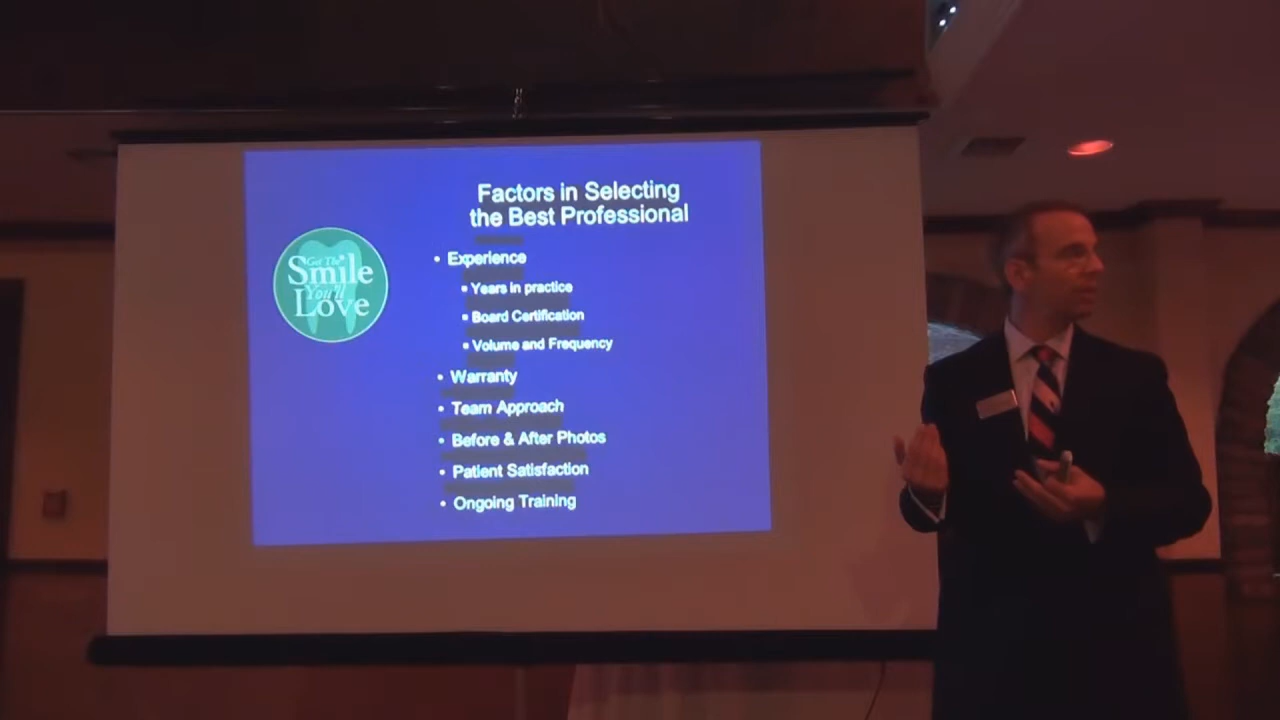 Factors in Selecting
the Best Professional
Get The
Smile
You'll
Love
• Experience
▪ Years in practice
▪ Board Certification
▪ Volume and Frequency
• Warranty
• Team Approach
• Before & After Photos
• Patient Satisfaction
• Ongoing Training